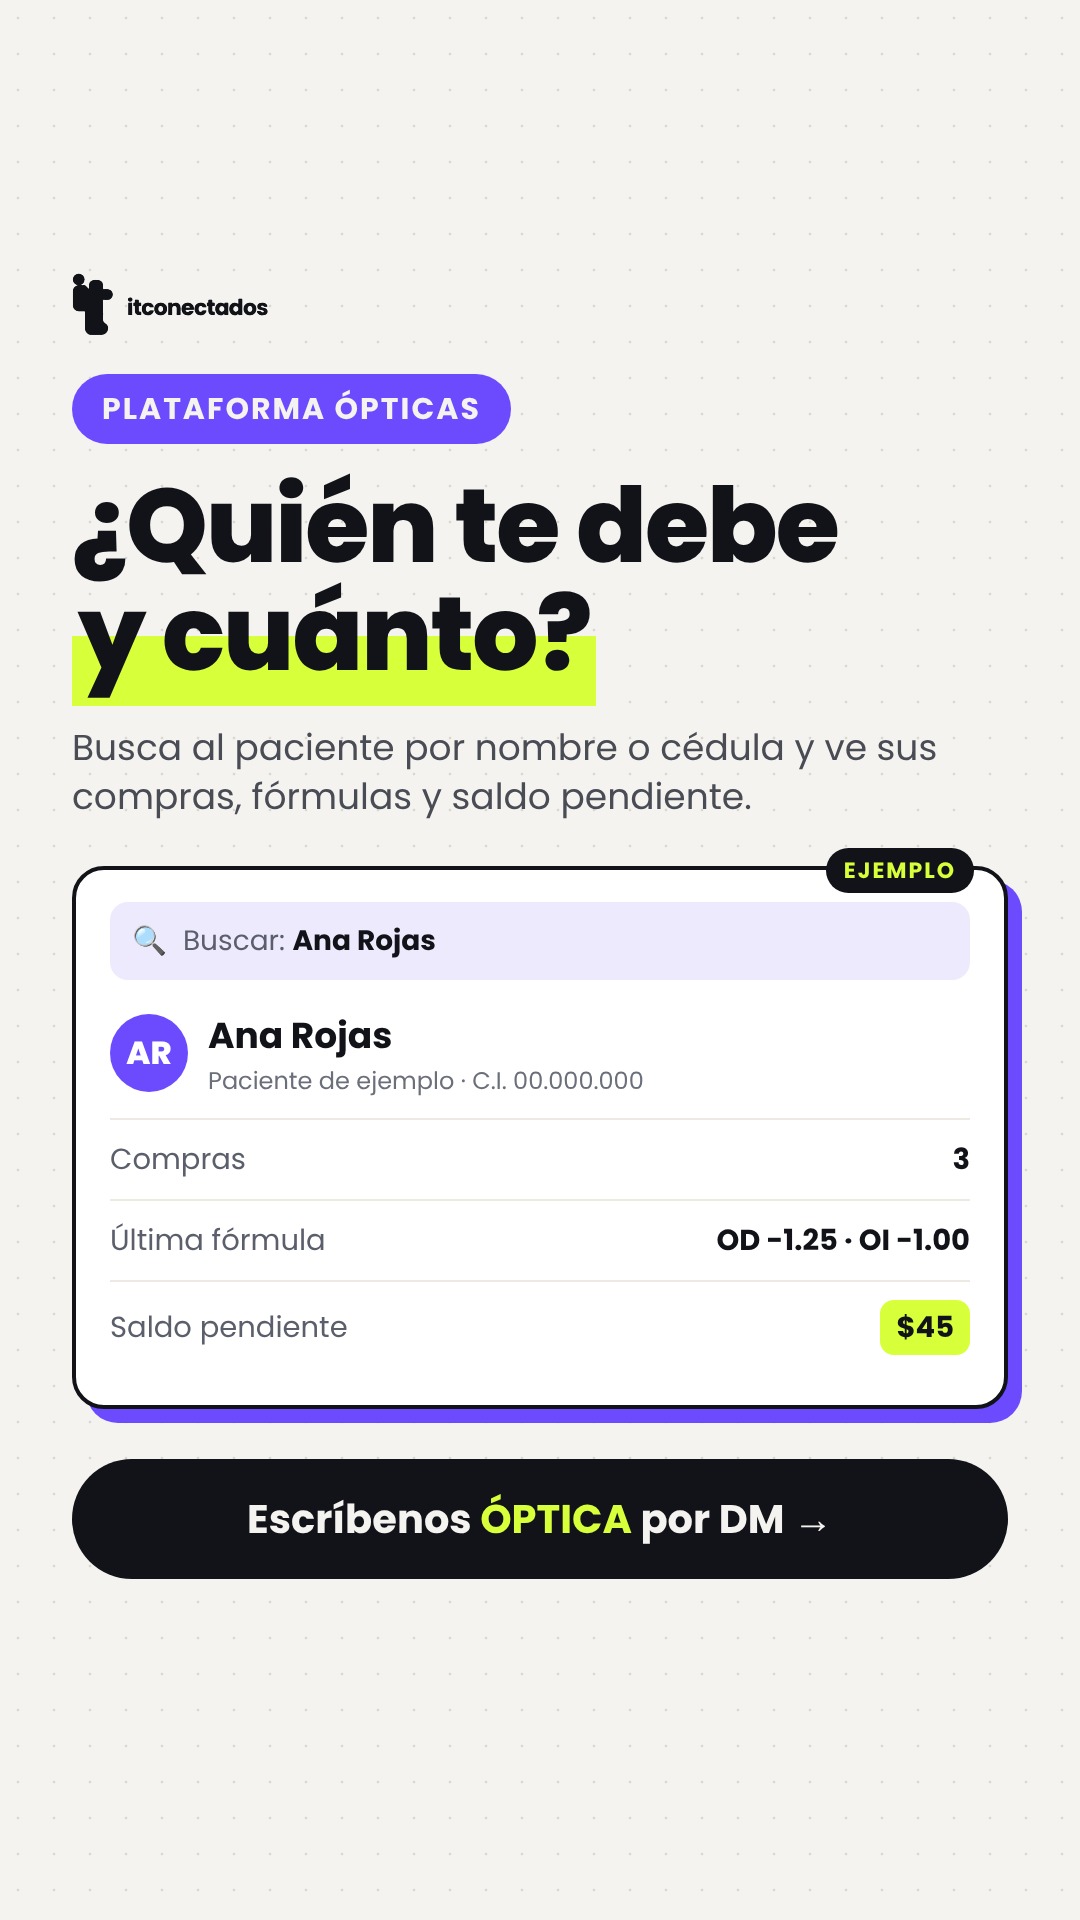 itconectados
PLATAFORMA ÓPTICAS
¿Quién te debe
y cuánto?
Busca al paciente por nombre o cédula y ve sus
compras, fórmulas y saldo pendiente.
EJEMPLO
🔍 Buscar: Ana Rojas
AR
Ana Rojas
Paciente de ejemplo · C.I. 00.000.000
Compras 3
Última fórmula OD −1.25 · OI −1.00
Saldo pendiente $45
Escríbenos ÓPTICA por DM →